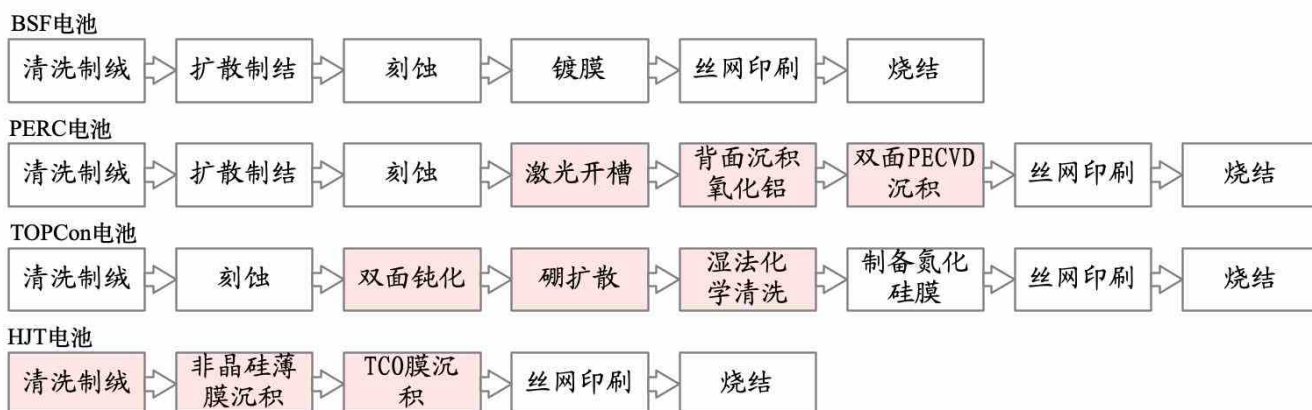 BSF电池
清洗制绒
扩散制结
刻蚀
镀膜
丝网印刷
烧结
PERC电池
清洗制绒
扩散制结
刻蚀
激光开槽
背面沉积
氧化铝
双面PECVD
沉积
丝网印刷
烧结
TOPCon电池
清洗制绒
刻蚀
双面钝化
硼扩散
湿法化
学清洗
制备氮化
硅膜
丝网印刷
烧结
HJT电池
清洗制绒
非晶硅薄
膜沉积
TCO膜沉
积
丝网印刷
烧结